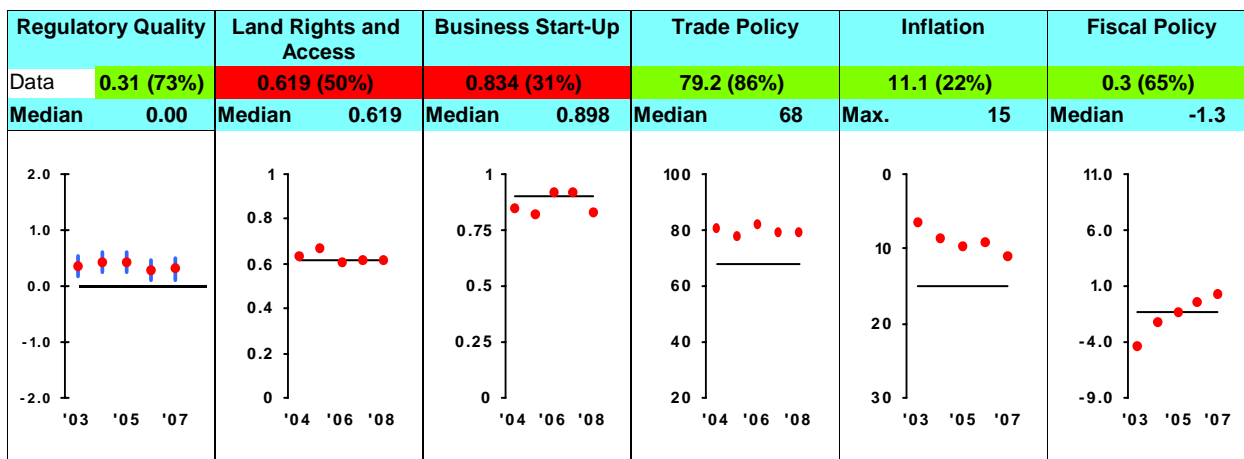 Regulatory Quality
Data 0.31 (73%)
Median 0.00
2.0
1.0
0.0
-1.0
-2.0
'03 '05 '07
Land Rights and
Access
0.619 (50%)
Median 0.619
1
0.8
0.6
0.4
0.2
0
'04 '06 '08
Business Start-Up
0.834 (31%)
Median 0.898
1
0.75
0.5
0.25
0
'04 '06 '08
Trade Policy
79.2 (86%)
Median 68
100
80
60
40
20
'04 '06 '08
Inflation
11.1 (22%)
Max. 15
0
10
20
30
'03 '05 '07
Fiscal Policy
0.3 (65%)
Median -1.3
11.0
6.0
1.0
-4.0
-9.0
'03 '05 '07